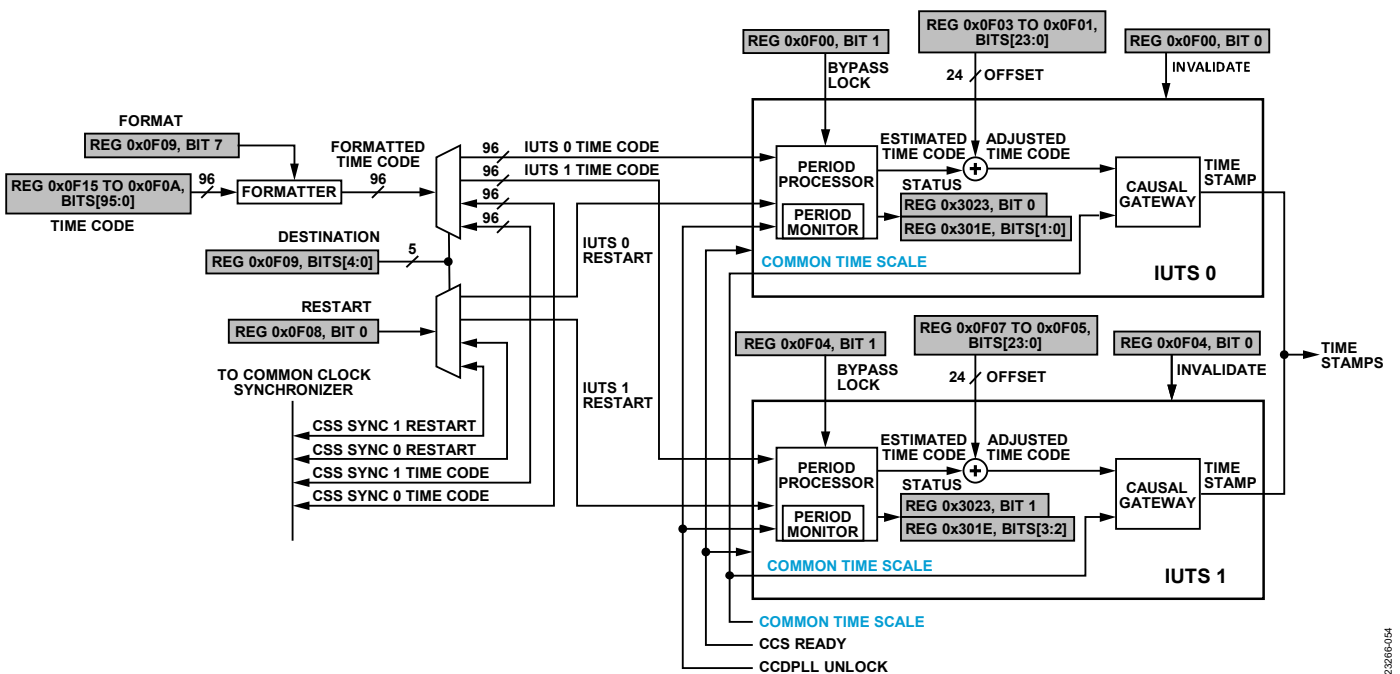 REG 0x0F00, BIT 1
REG 0x0F03 TO 0x0F01,
BITS[23:0]
REG 0x0F00, BIT 0
BYPASS
LOCK
24
OFFSET
INVALIDATE
FORMAT
REG 0x0F09, BIT 7
FORMATTED
TIME CODE
REG 0x0F15 TO 0x0F0A,
BITS[95:0]
TIME CODE
96
FORMATTER
96
96
IUTS 0 TIME CODE
96
IUTS 1 TIME CODE
96
96
DESTINATION
REG 0x0F09, BITS[4:0]
5
RESTART
REG 0x0F08, BIT 0
IUTS 0
RESTART
IUTS 1
RESTART
TO COMMON CLOCK
SYNCHRONIZER
CSS SYNC 1 RESTART
CSS SYNC 0 RESTART
CSS SYNC 1 TIME CODE
CSS SYNC 0 TIME CODE
PERIOD
PROCESSOR
PERIOD
MONITOR
ESTIMATED
TIME CODE
+
ADJUSTED
TIME CODE
STATUS
REG 0x3023, BIT 0
REG 0x301E, BITS[1:0]
CAUSAL
GATEWAY
TIME
STAMP
COMMON TIME SCALE
IUTS 0
REG 0x0F04, BIT 1
REG 0x0F07 TO 0x0F05,
BITS[23:0]
REG 0x0F04, BIT 0
BYPASS
LOCK
24
OFFSET
INVALIDATE
TIME
STAMPS
PERIOD
PROCESSOR
PERIOD
MONITOR
ESTIMATED
TIME CODE
+
ADJUSTED
TIME CODE
STATUS
REG 0x3023, BIT 1
REG 0x301E, BITS[3:2]
CAUSAL
GATEWAY
TIME
STAMP
COMMON TIME SCALE
IUTS 1
COMMON TIME SCALE
CCS READY
CCDPLL UNLOCK
23266-054